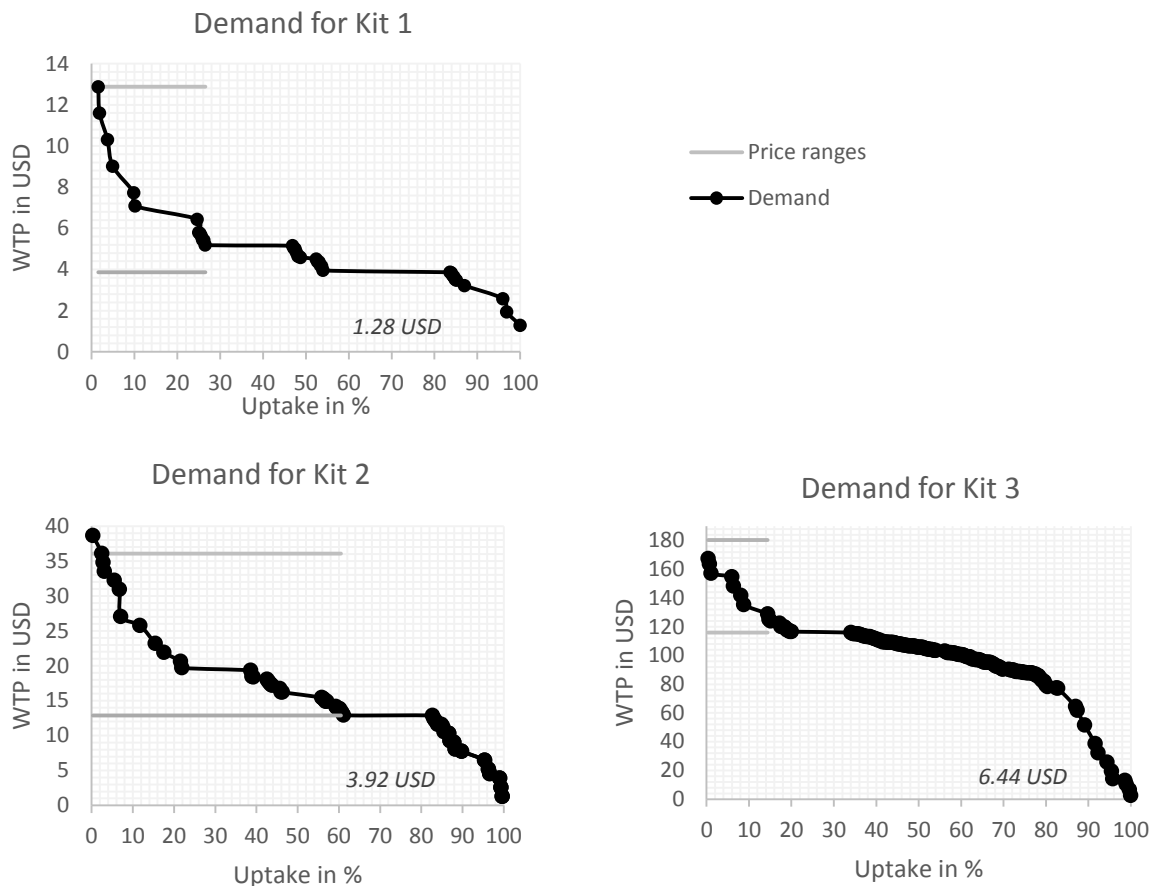 Demand for Kit 1
14
12
10
8
6
4
2
0
WTP in USD
1.28 USD
0 10 20 30 40 50 60 70 80 90 100
Uptake in %
Price ranges
Demand
Demand for Kit 2
40
35
30
25
20
15
10
5
0
WTP in USD
3.92 USD
0 10 20 30 40 50 60 70 80 90 100
Uptake in %
Demand for Kit 3
180
160
140
120
100
80
60
40
20
0
WTP in USD
6.44 USD
0 10 20 30 40 50 60 70 80 90 100
Uptake in %